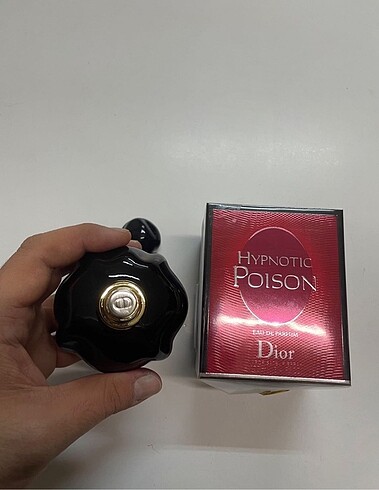 HYPNOTIC
POISON
EAU DE PARFUM
Dior